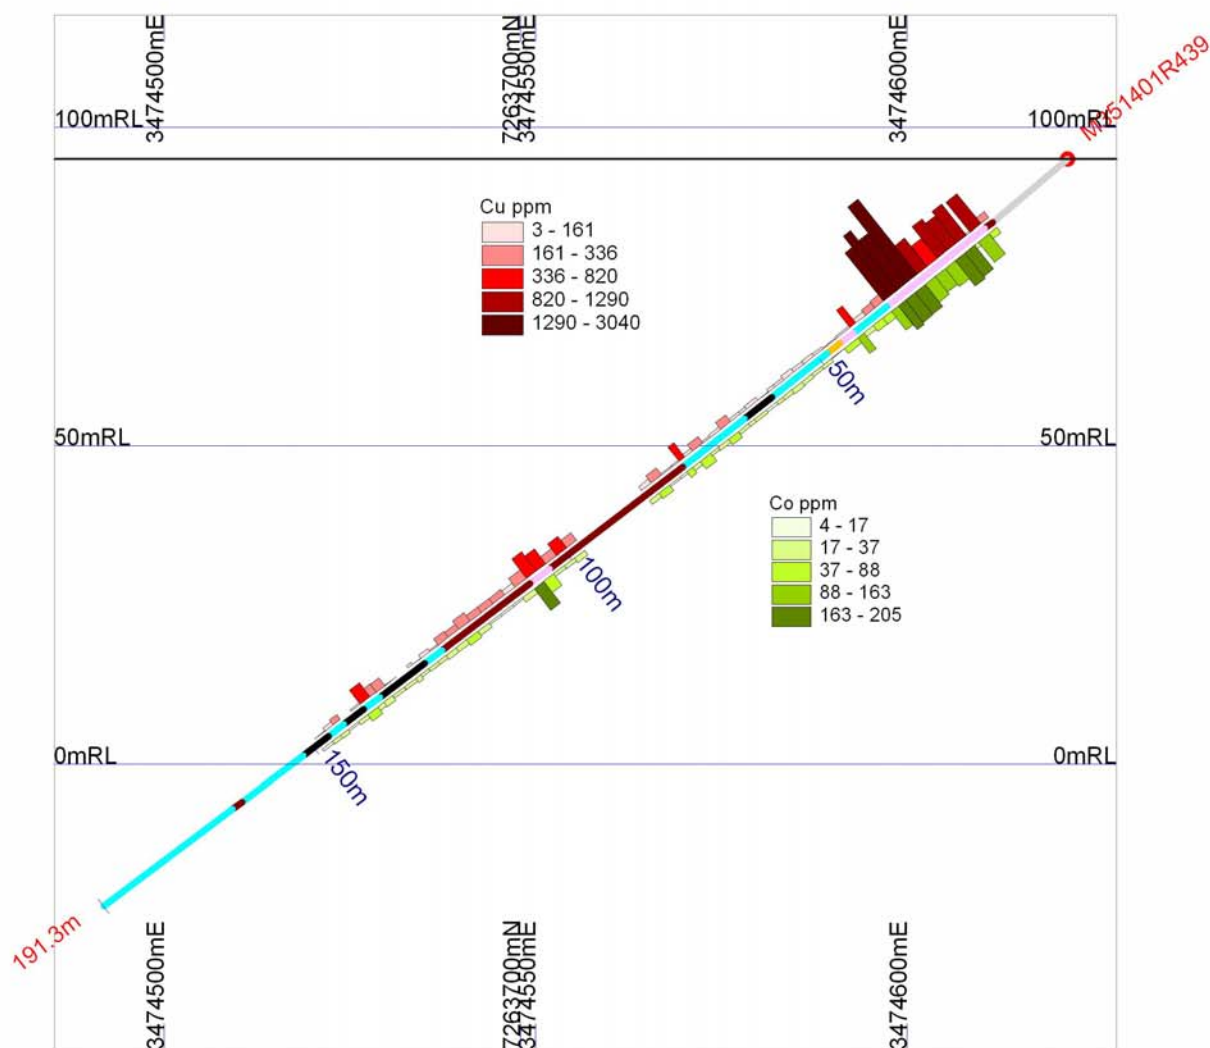 3474500mE
7263700mN
3474550mE
3474600mE
M351401R439
100mRL
100mRL
Cu ppm
3 - 161
161 - 336
336 - 820
820 - 1290
1290 - 3040
50m
50mRL
50mRL
Co ppm
4 - 17
17 - 37
37 - 88
88 - 163
163 - 205
100m
0mRL
0mRL
150m
191.3m
3474500mE
7263700mN
3474550mE
3474600mE